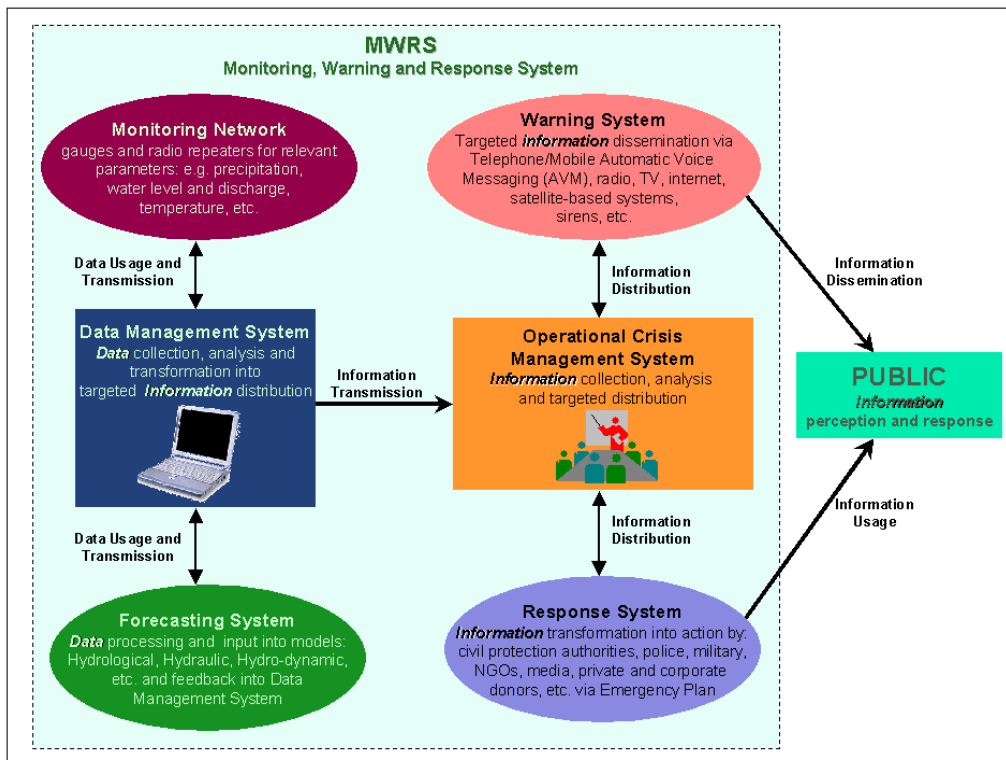 MWRS
Monitoring, Warning and Response System
Monitoring Network
gauges and radio repeaters for relevant
parameters: e.g. precipitation,
water level and discharge,
temperature, etc.
Warning System
Targeted Information dissemination via
Telephone/Mobile Automatic Voice
Messaging (AVM), radio, TV, internet,
satellite-based systems,
sirens, etc.
Data Usage and
Transmission
Information
Distribution
Information
Dissemination
Data Management System
Data collection, analysis and
transformation into
targeted Information distribution
Information
Transmission
Operational Crisis
Management System
Information collection, analysis
and targeted distribution
PUBLIC
Information
perception and response
Data Usage and
Transmission
Information
Distribution
Information
Usage
Forecasting System
Data processing and input into models:
Hydrological, Hydraulic, Hydro-dynamic,
etc. and feedback into Data
Management System
Response System
Information transformation into action by:
civil protection authorities, police, military,
NGOs, media, private and corporate
donors, etc. via Emergency Plan